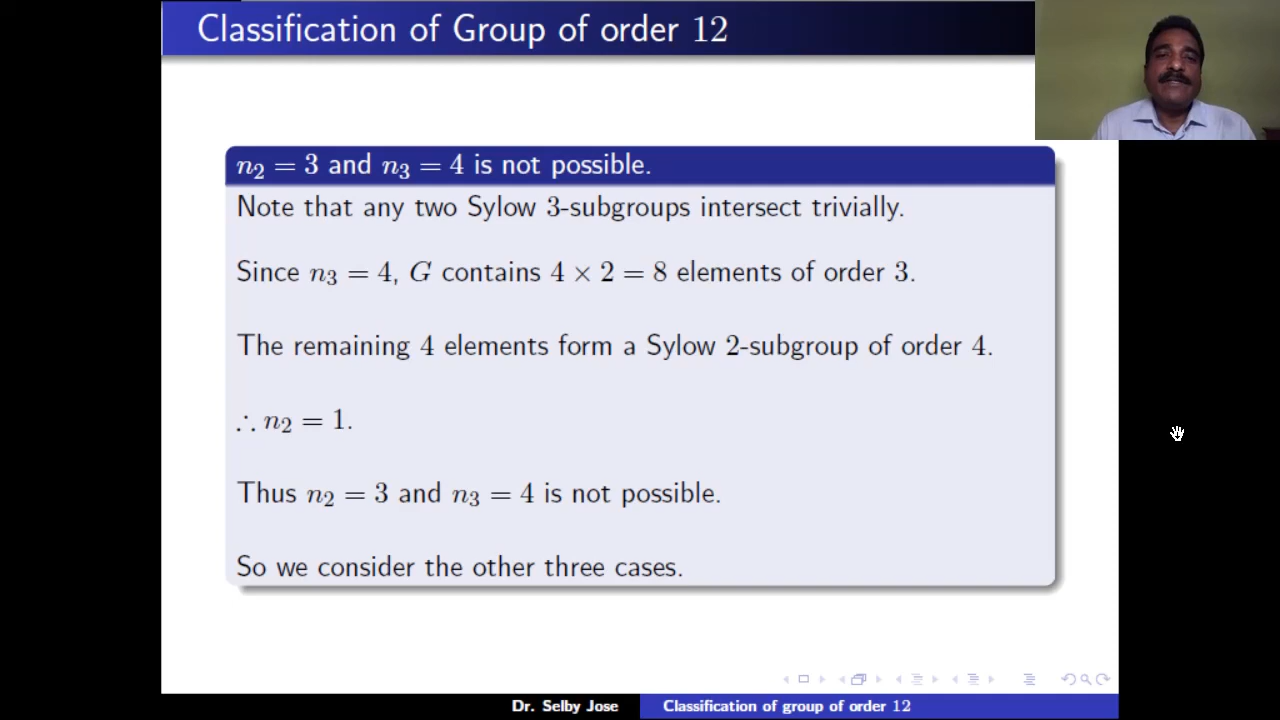 Classification of Group of order 12
n₂ = 3 and n₃ = 4 is not possible.
Note that any two Sylow 3-subgroups intersect trivially.
Since n₃ = 4, G contains 4 × 2 = 8 elements of order 3.
The remaining 4 elements form a Sylow 2-subgroup of order 4.
∴ n₂ = 1.
Thus n₂ = 3 and n₃ = 4 is not possible.
So we consider the other three cases.
Dr. Selby Jose
Classification of group of order 12